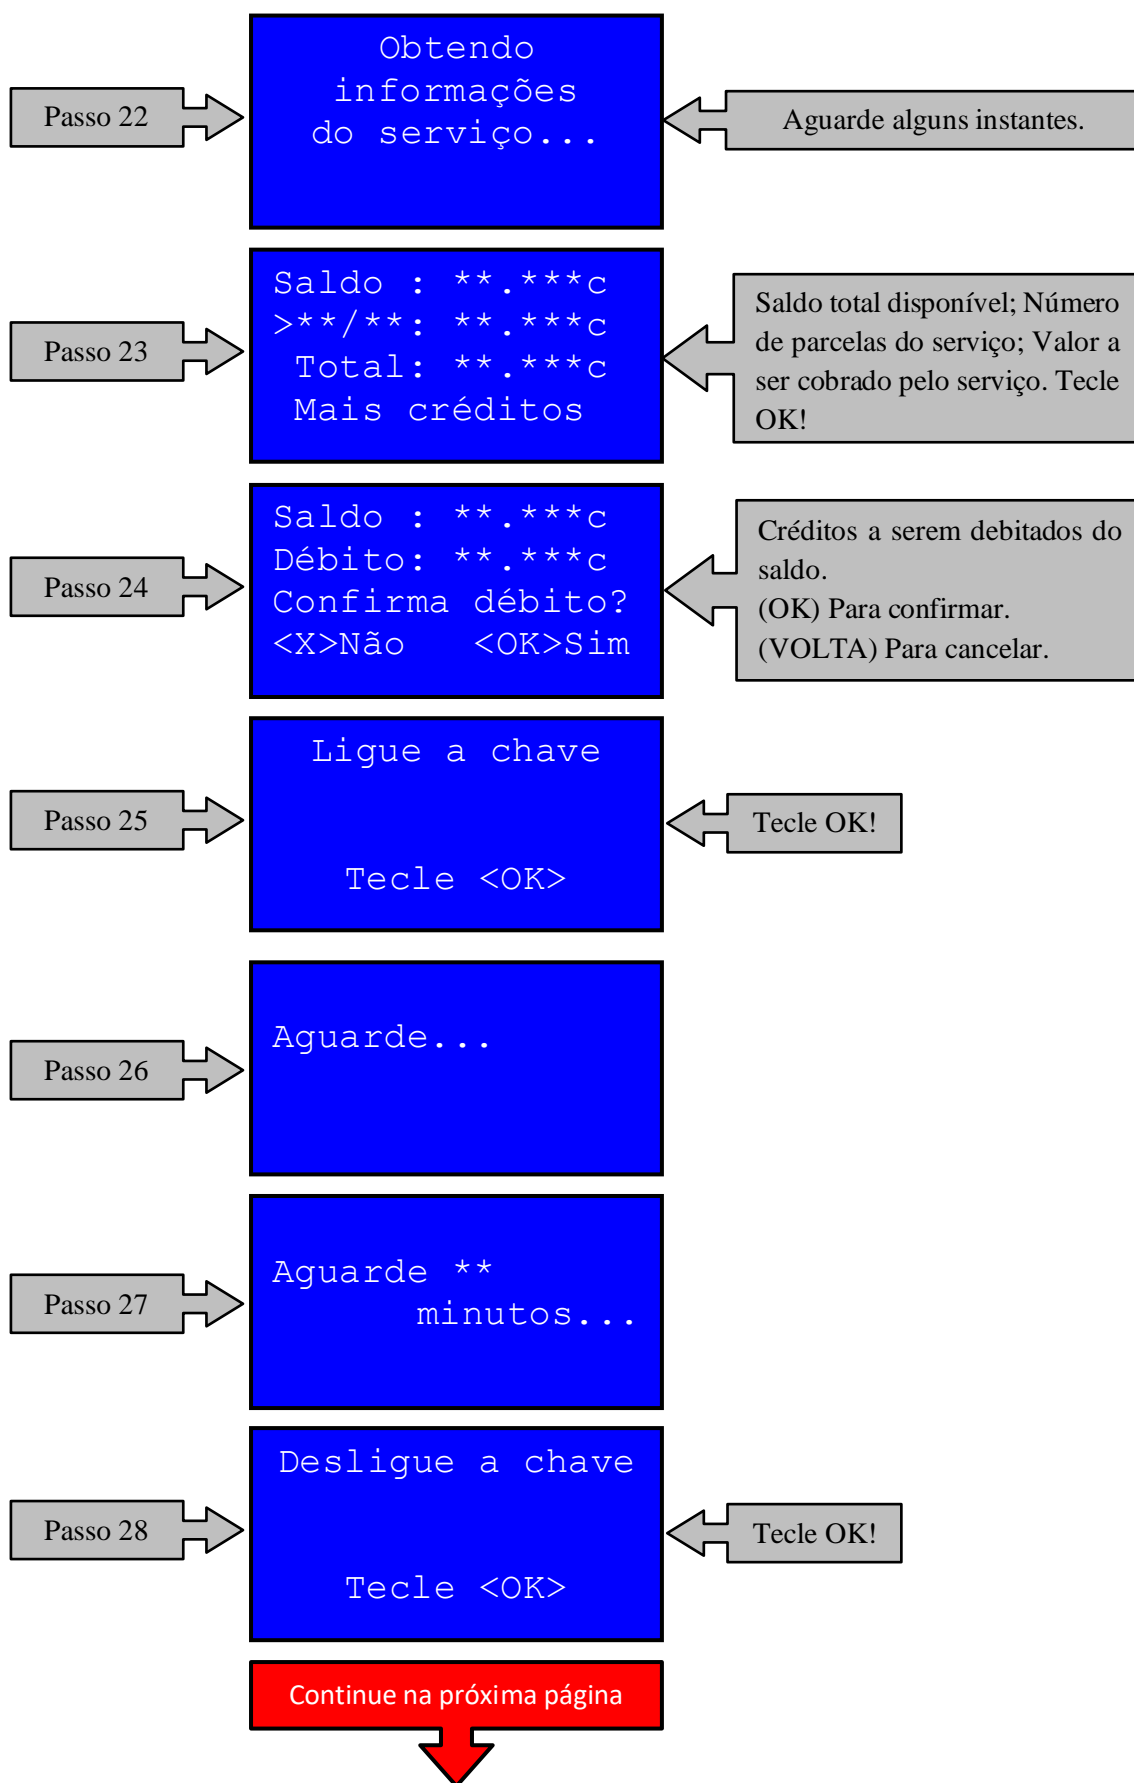 Passo 22
Obtendo
informações
do serviço...
Aguarde alguns instantes.
Passo 23
Saldo : **.***c
>**/**: **.***c
Total: **.***c
Mais créditos
Saldo total disponível; Número
de parcelas do serviço; Valor a
ser cobrado pelo serviço. Tecle
OK!
Passo 24
Saldo : **.***c
Débito: **.***c
Confirma débito?
<X>Não <OK>Sim
Créditos a serem debitados do
saldo.
(OK) Para confirmar.
(VOLTA) Para cancelar.
Passo 25
Ligue a chave
Tecle <OK>
Tecle OK!
Passo 26
Aguarde...
Passo 27
Aguarde **
minutos...
Passo 28
Desligue a chave
Tecle <OK>
Tecle OK!
Continue na próxima página